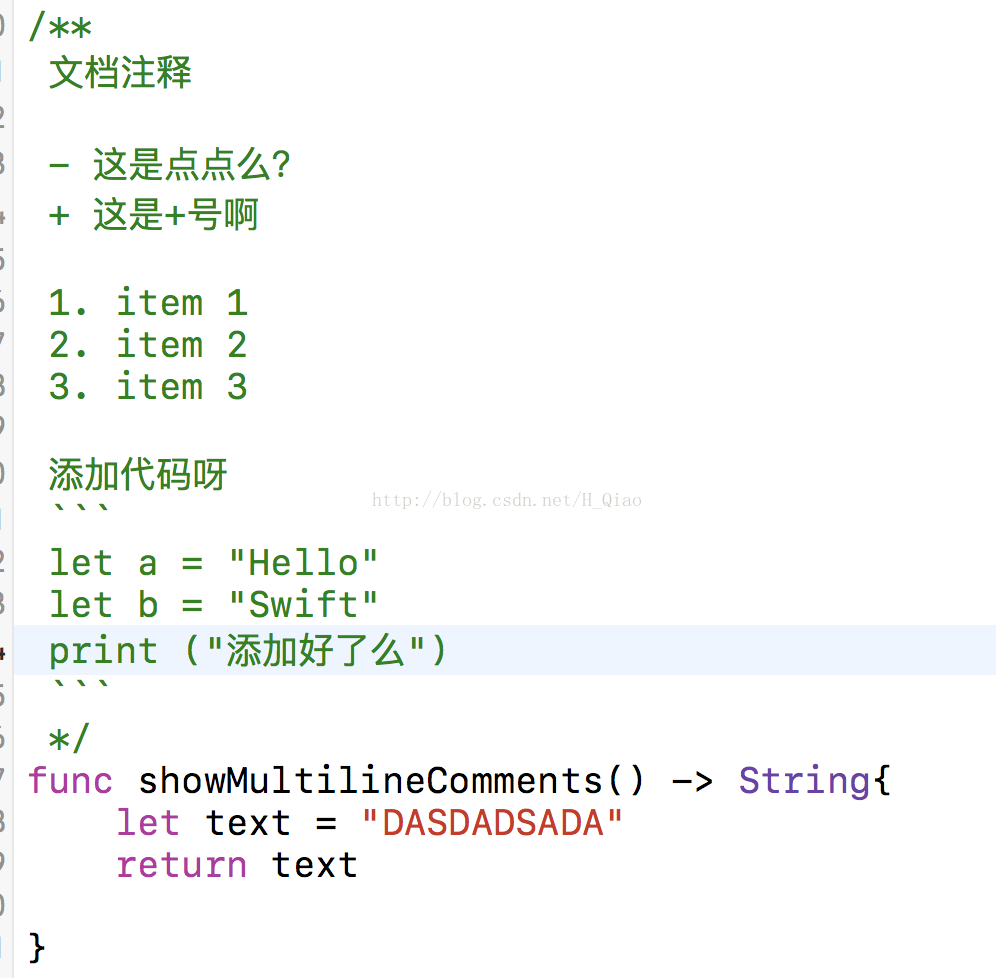 /**
文档注释
- 这是点点么?
+ 这是+号啊
1. item 1
2. item 2
3. item 3
添加代码呀
http://blog.csdn.net/H_Qiao
```
let a = "Hello"
let b = "Swift"
print ("添加好了么")
```
*/
func showMultilineComments() -> String{
let text = "DASDADSADA"
return text
}